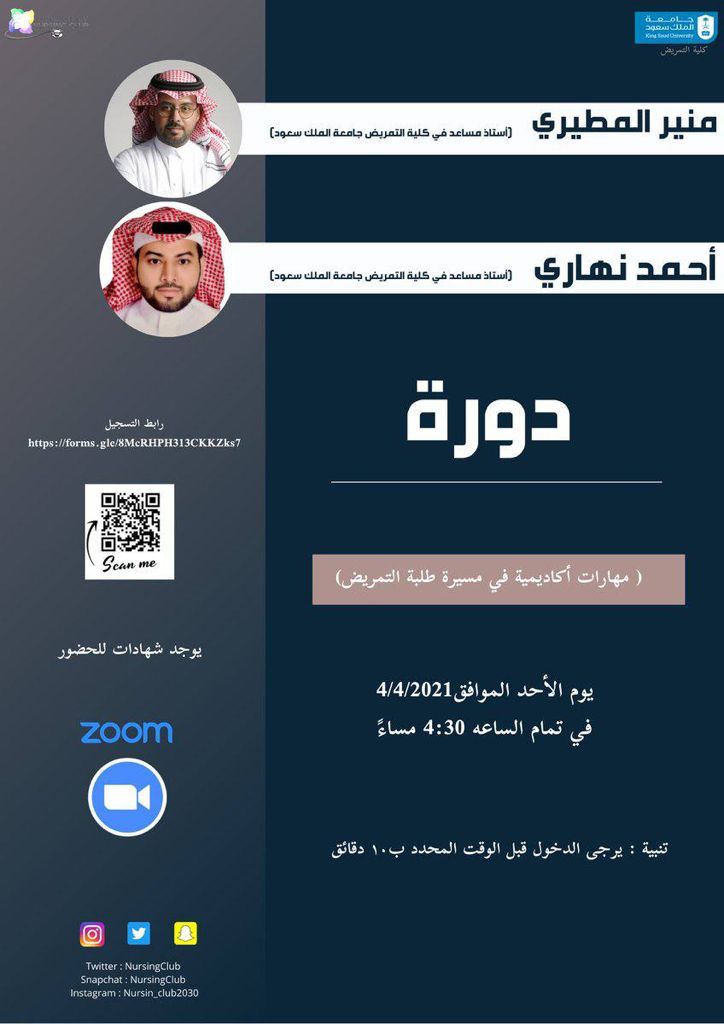 NURSING CLUB
جامعة
الملك سعود
King Saud University
كلية التمريض
منير المطيري (أستاذ مساعد في كلية التمريض جامعة الملك سعود)
أحمد نهاري (أستاذ مساعد في كلية التمريض جامعة الملك سعود)
دورة
( مهارات أكاديمية في مسيرة طلبة التمريض)
يوم الأحد الموافق4/4/2021
في تمام الساعه 4:30 مساءً
تنبية : يرجى الدخول قبل الوقت المحدد ب١٠ دقائق
رابط التسجيل
https://forms.gle/8McRHPH313CKKZks7
Scan me
يوجد شهادات للحضور
zoom
Twitter : NursingClub
Snapchat : NursingClub
Instagram : Nursin_club2030